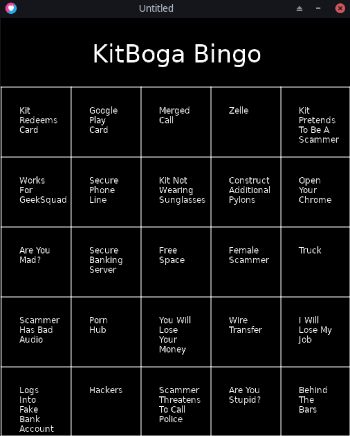 Untitled
KitBoga Bingo
Kit
Redeems
Card
Google
Play
Card
Merged
Call
Zelle
Kit
Pretends
To Be A
Scammer
Works
For
GeekSquad
Secure
Phone
Line
Kit Not
Wearing
Sunglasses
Construct
Additional
Pylons
Open
Your
Chrome
Are You
Mad?
Secure
Banking
Server
Free
Space
Female
Scammer
Truck
Scammer
Has Bad
Audio
Porn
Hub
You Will
Lose
Your
Money
Wire
Transfer
I Will
Lose My
Job
Logs
Into
Fake
Bank
Account
Hackers
Scammer
Threatens
To Call
Police
Are You
Stupid?
Behind
The
Bars